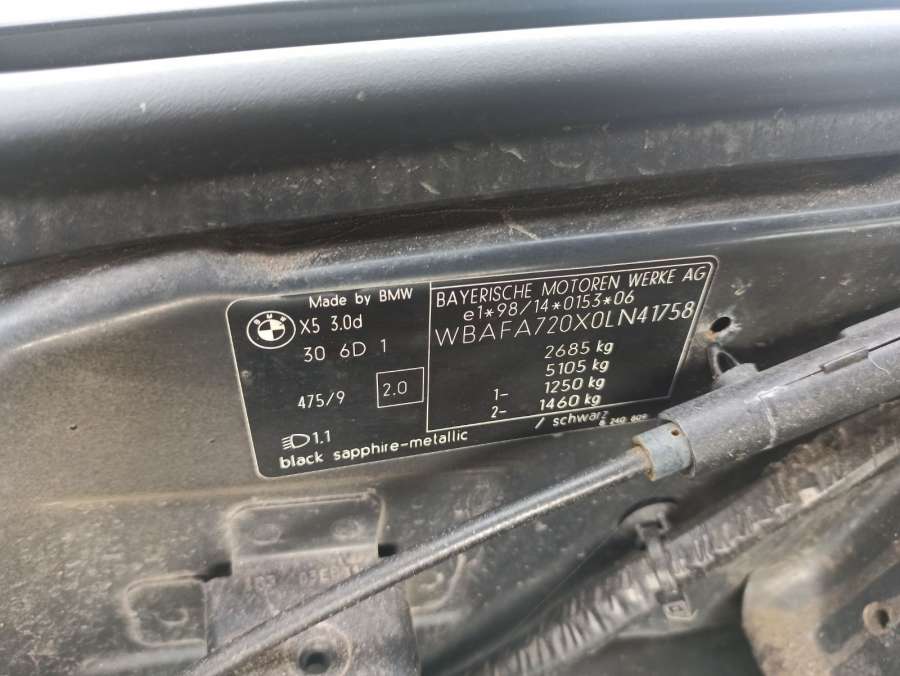 Made by BMW
BMW
X5 3.0d
30 6D 1
475/9 2.0
1.1
black sapphire-metallic / schwarz
BAYERISCHE MOTOREN WERKE AG
e1*98/14*0153*06
WBAFA720X0LN41758
2685 kg
5105 kg
1- 1250 kg
2- 1460 kg